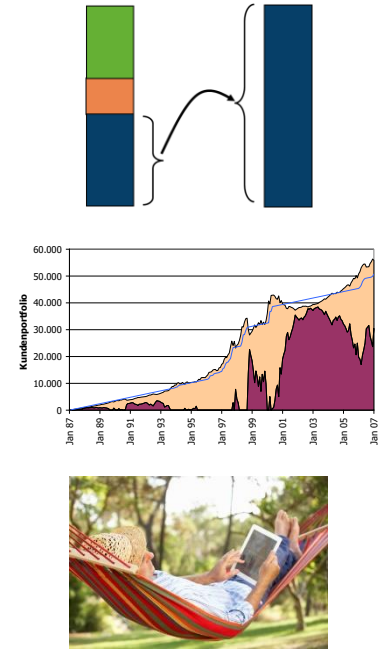 60.000
50.000
40.000
30.000
20.000
10.000
0
Kundenportfolio
Jan 87
Jan 89
Jan 91
Jan 93
Jan 95
Jan 97
Jan 99
Jan 01
Jan 03
Jan 05
Jan 07